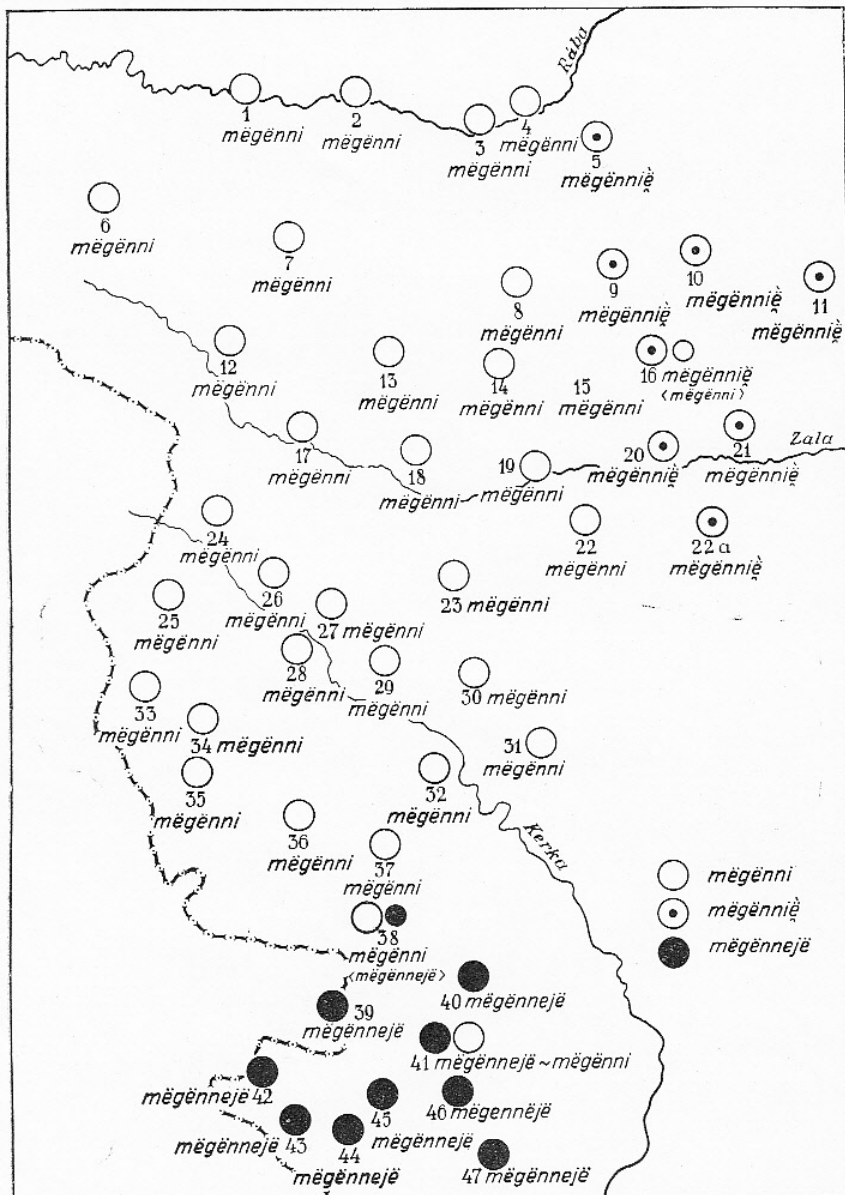 Rába
1
mëgënni
2
mëgënni
3
mëgënni
4
mëgënni
5
mëgënnië̯̀
6
mëgënni
7
mëgënni
8
mëgënni
9
mëgënnië̯̀
10
mëgënnië̯̀
11
mëgënnië̯̀
12
mëgënni
13
mëgënni
14
mëgënni
15
mëgënni
16 mëgënnië̯̀
<mëgënni>
17
mëgënni
18
mëgënni
19
mëgënni
20
mëgënnië̯̀
21
mëgënnië̯̀
Zala
22
mëgënni
22 a
mëgënnië̯̀
23 mëgënni
24
mëgënni
25
mëgënni
26
mëgënni
27 mëgënni
28
mëgënni
29
mëgënni
30 mëgënni
31
mëgënni
32
mëgënni
33
mëgënni
34 mëgënni
35
mëgënni
36
mëgënni
37
mëgënni
Kerka
mëgënni
mëgënnië̯̀
mëgënnejë
38
mëgënni
<mëgënnejë>
39
mëgënnejë
40 mëgënnejë
41 mëgënnejë ~ mëgënni
mëgënnejë 42
mëgënnejë 43
44
mëgënnejë
45
mëgënnejë
46 mëgennëjë
47 mëgënnejë